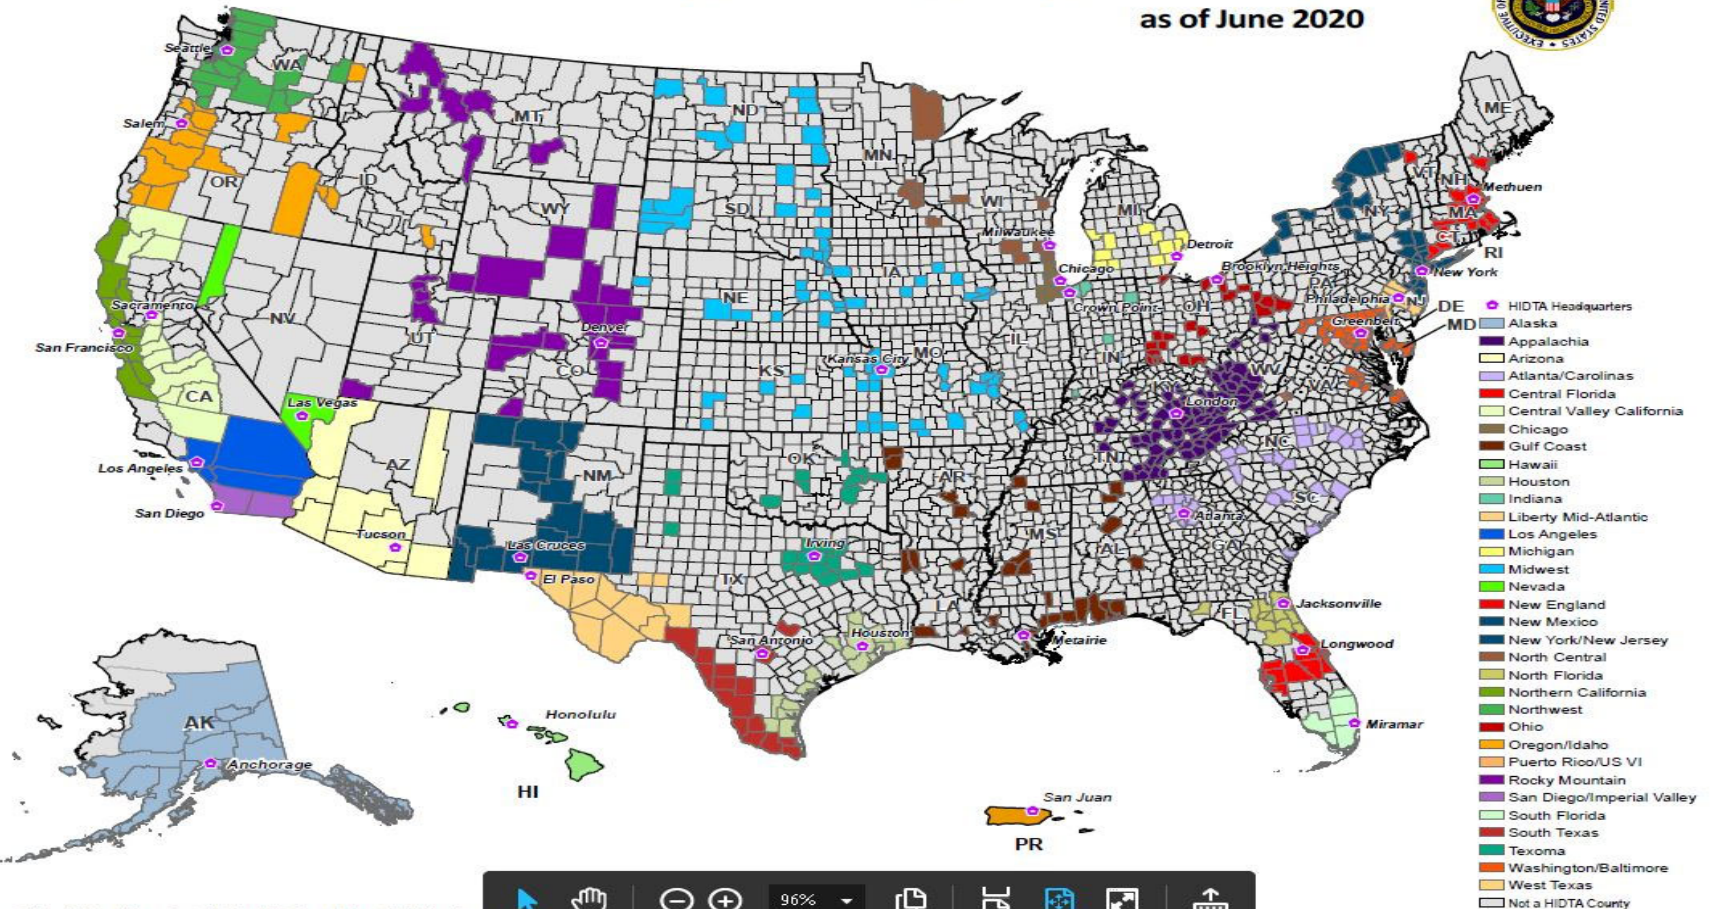 as of June 2020
EXECUTIVE
Seattle
WA
MT
ND
MN
ME
Salem
OR
ID
WY
SD
WI
MI
VT
NH
Methuen
NY
MA
CT
RI
Milwaukee
Detroit
Chicago
Brooklyn Heights
New York
IA
NE
Crown Point
OH
PA
Philadelphia
NJ
DE
Greenbelt
MD
Sacramento
San Francisco
NV
UT
Denver
CO
KS
Kansas City
MO
IL
IN
KY
WV
VA
London
CA
Las Vegas
Los Angeles
San Diego
AZ
Tucson
NM
Las Cruces
El Paso
OK
AR
TN
NC
SC
Atlanta
GA
MS
AL
Irving
TX
LA
San Antonio
Houston
Metairie
FL
Jacksonville
Longwood
Miramar
AK
Anchorage
Honolulu
HI
San Juan
PR
HIDTA Headquarters
Alaska
Appalachia
Arizona
Atlanta/Carolinas
Central Florida
Central Valley California
Chicago
Gulf Coast
Hawaii
Houston
Indiana
Liberty Mid-Atlantic
Los Angeles
Michigan
Midwest
Nevada
New England
New Mexico
New York/New Jersey
North Central
North Florida
Northern California
Northwest
Ohio
Oregon/Idaho
Puerto Rico/US VI
Rocky Mountain
San Diego/Imperial Valley
South Florida
South Texas
Texoma
Washington/Baltimore
West Texas
Not a HIDTA County
96%